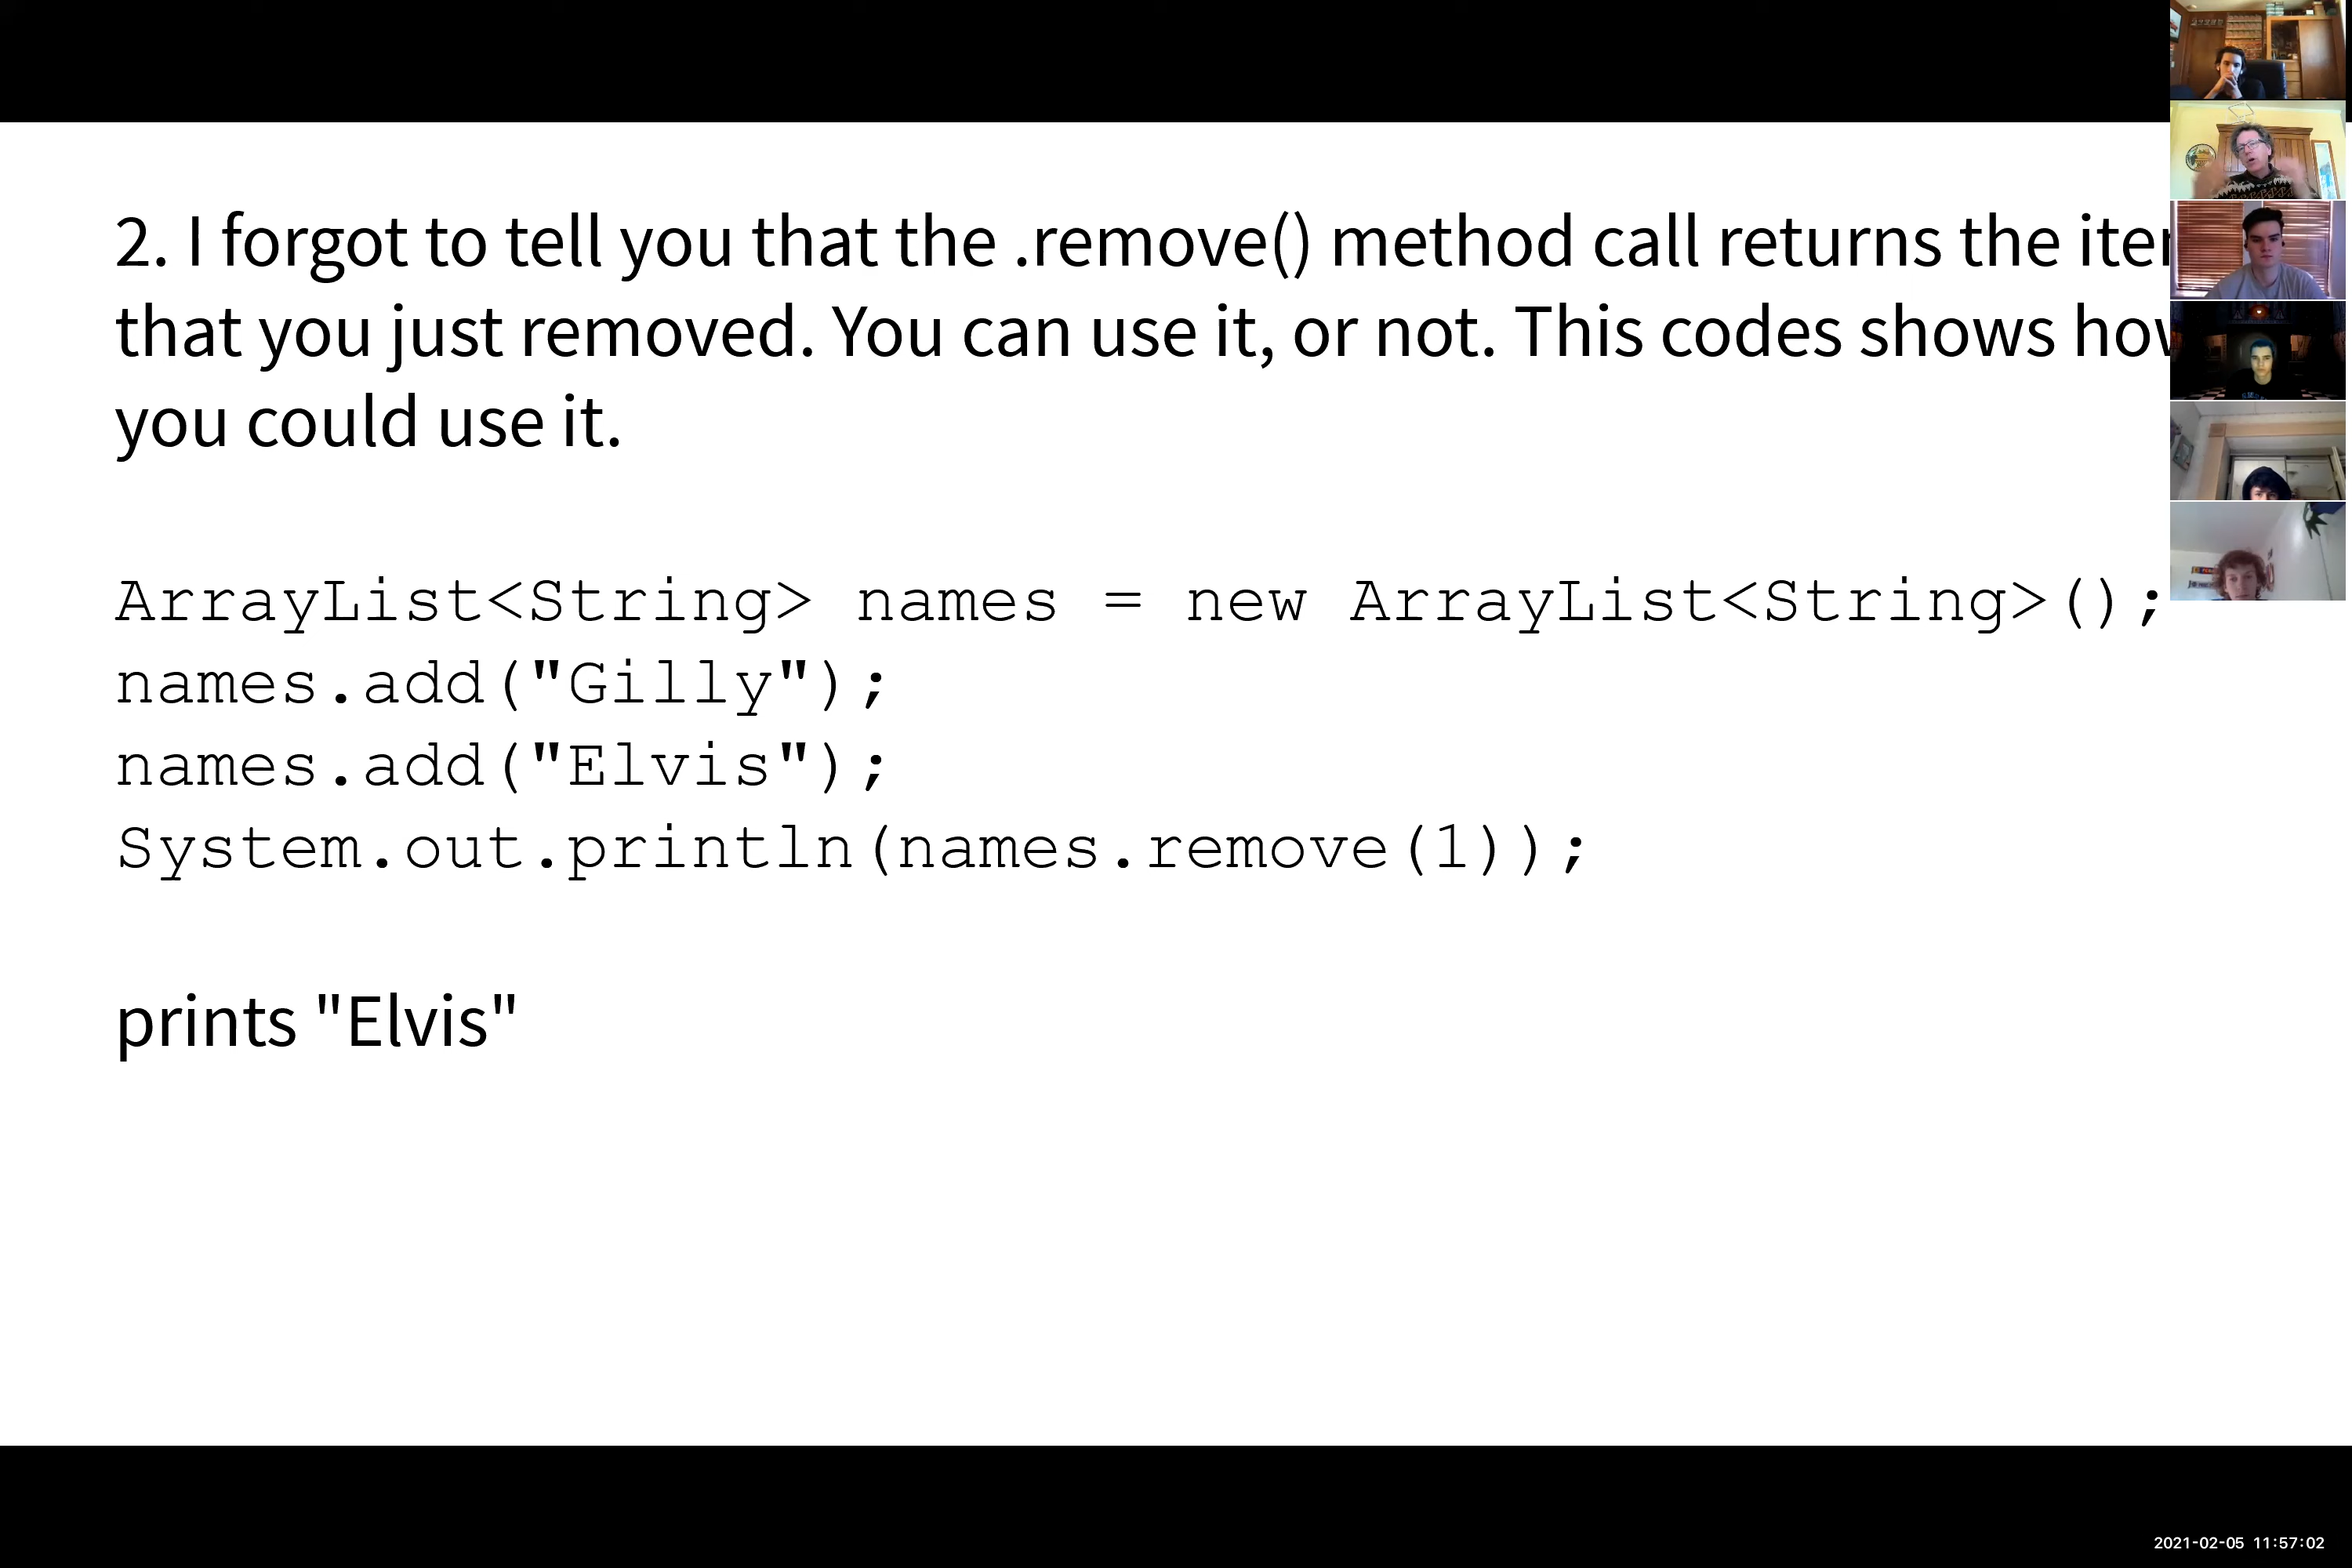 2. I forgot to tell you that the .remove() method call returns the
that you just removed. You can use it, or not. This codes shows
you could use it.
ArrayList<String> names = new ArrayList<String>();
names.add("Gilly");
names.add("Elvis");
System.out.println(names.remove(1));
prints "Elvis"
2021-02-05 11:57:02